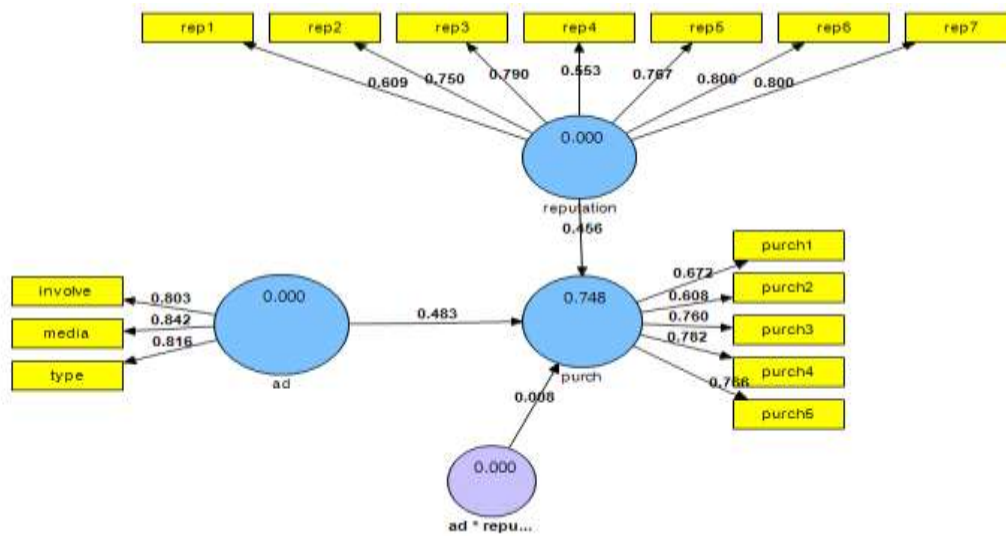 rep1 rep2 rep3 rep4 rep5 rep6 rep7
0.609 0.750 0.790 0.553 0.767 0.800 0.800
0.000
reputation
0.456
purch1
0.672
purch2
0.608
involve
0.803
0.000
0.748
media
0.842
0.483
0.760
purch3
type
0.816
0.782
purch4
ad
purch
0.766
purch5
0.008
0.000
ad * repu...